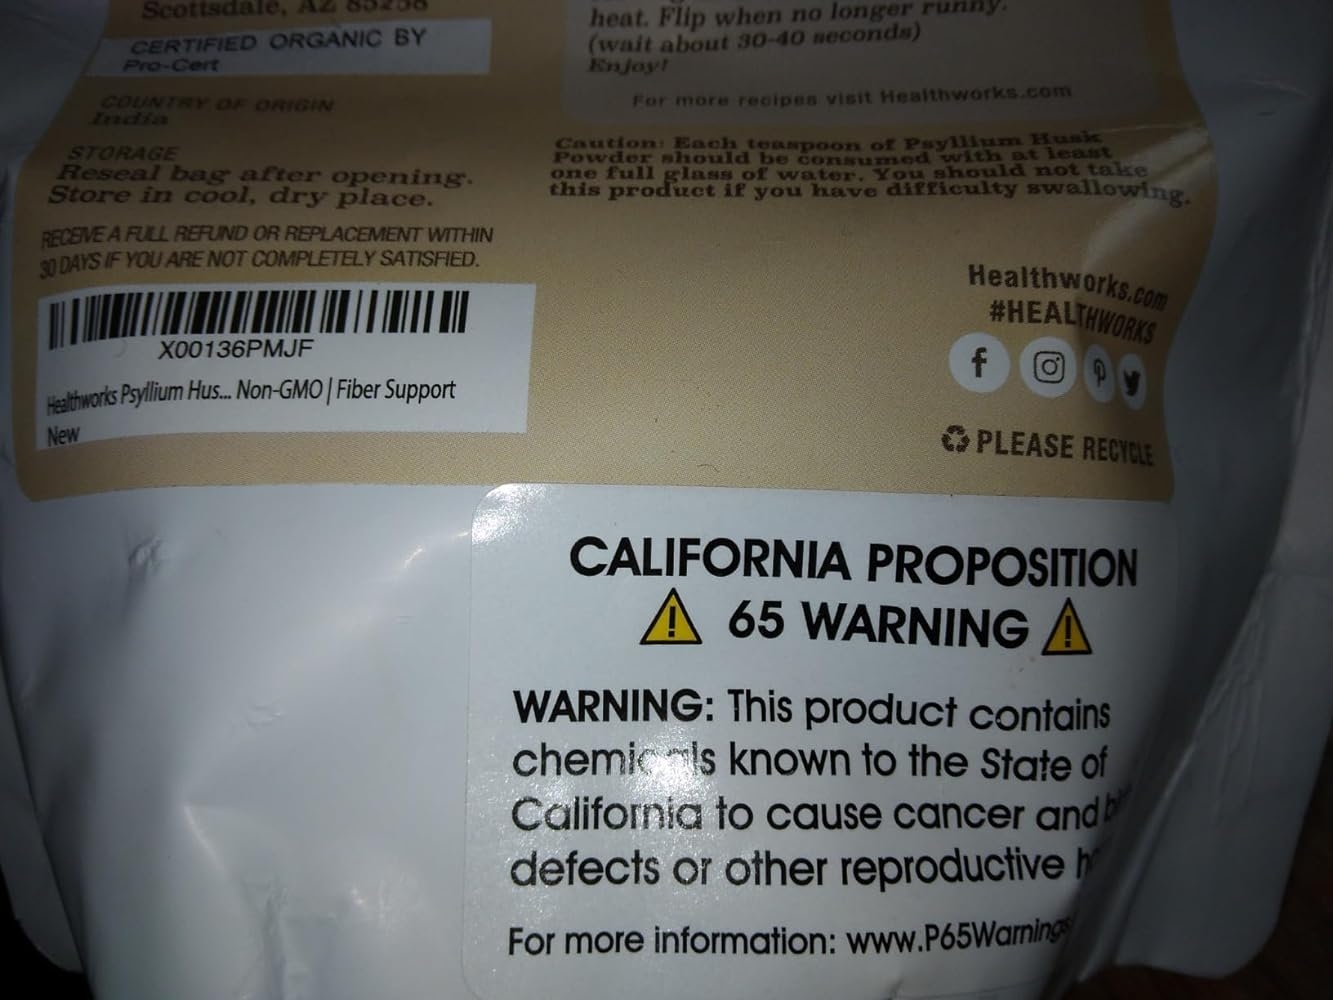 Scottsdale, AZ 85258
CERTIFIED ORGANIC BY
Pro-Cert
COUNTRY OF ORIGIN
India
STORAGE
Reseal bag after opening.
Store in cool, dry place.
RECEIVE A FULL REFUND OR REPLACEMENT WITHIN
30 DAYS IF YOU ARE NOT COMPLETELY SATISFIED.
X00136PMJF
Healthworks Psyllium Hus... Non-GMO | Fiber Support
New
heat. Flip when no longer runny.
(wait about 30-40 seconds)
Enjoy!
For more recipes visit Healthworks.com
Caution: Each teaspoon of Psyllium Husk
Powder should be consumed with at least
one full glass of water. You should not take
this product if you have difficulty swallowing.
Healthworks.com
#HEALTHWORKS
PLEASE RECYCLE
CALIFORNIA PROPOSITION
65 WARNING
WARNING: This product contains
chemicals known to the State of
California to cause cancer and
defects or other reproductive
For more information: www.P65Warnings